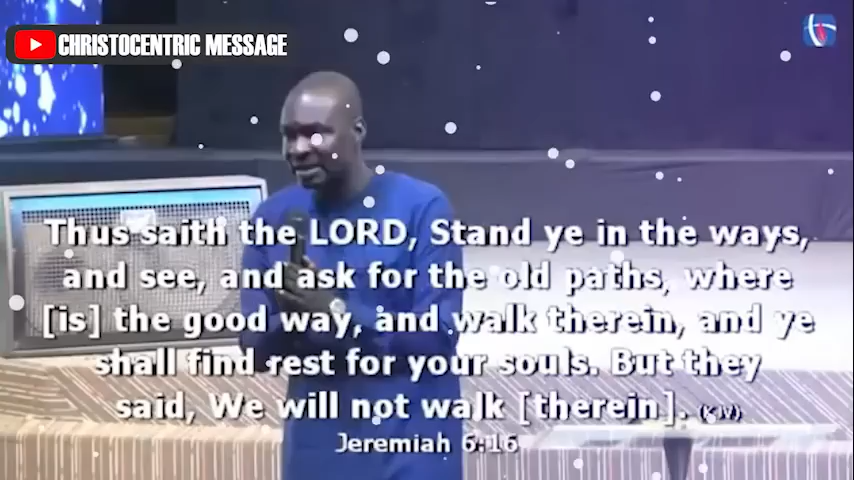 CHRISTOCENTRIC MESSAGE
Thus saith the LORD, Stand ye in the ways,
and see, and ask for the old paths, where
[is] the good way, and walk therein, and ye
shall find rest for your souls. But they
said, We will not walk [therein]. (KJV)
Jeremiah 6:16